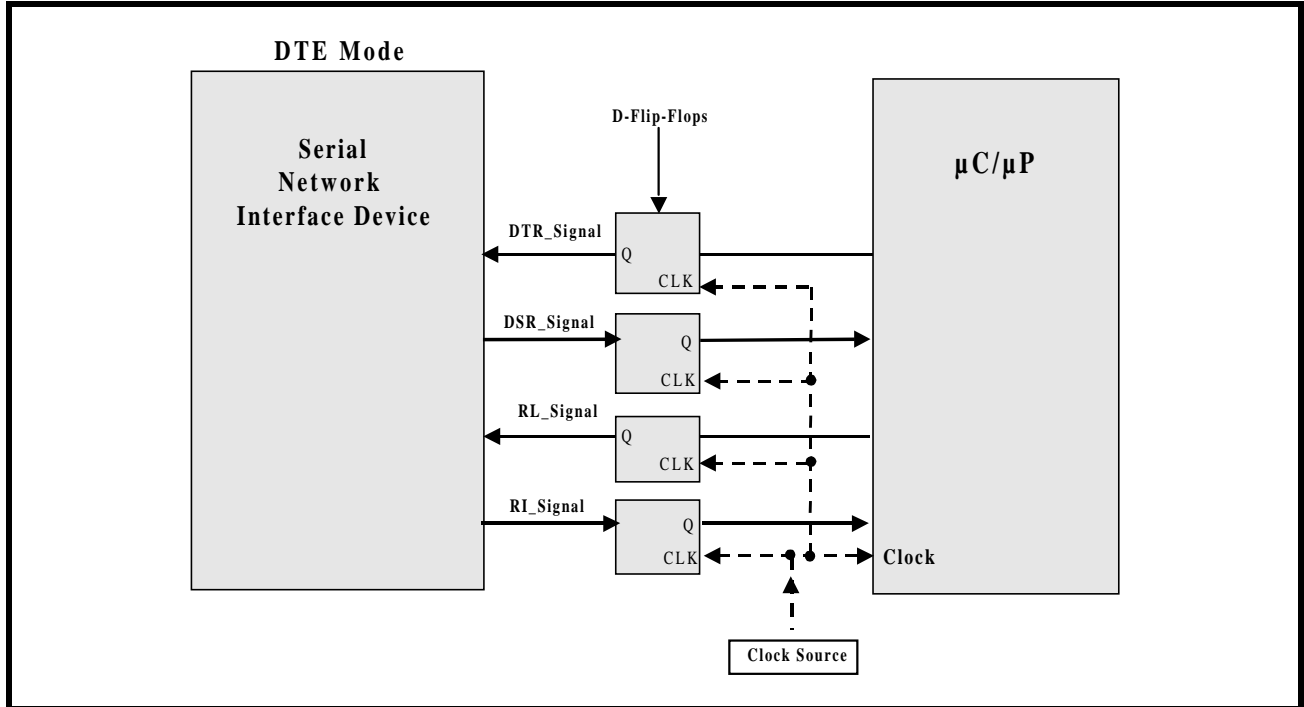 DTE Mode
Serial
Network
Interface Device
D-Flip-Flops
µC/µP
DTR_Signal
Q
CLK
DSR_Signal
Q
CLK
RL_Signal
Q
CLK
RI_Signal
Q
CLK
Clock
Clock Source